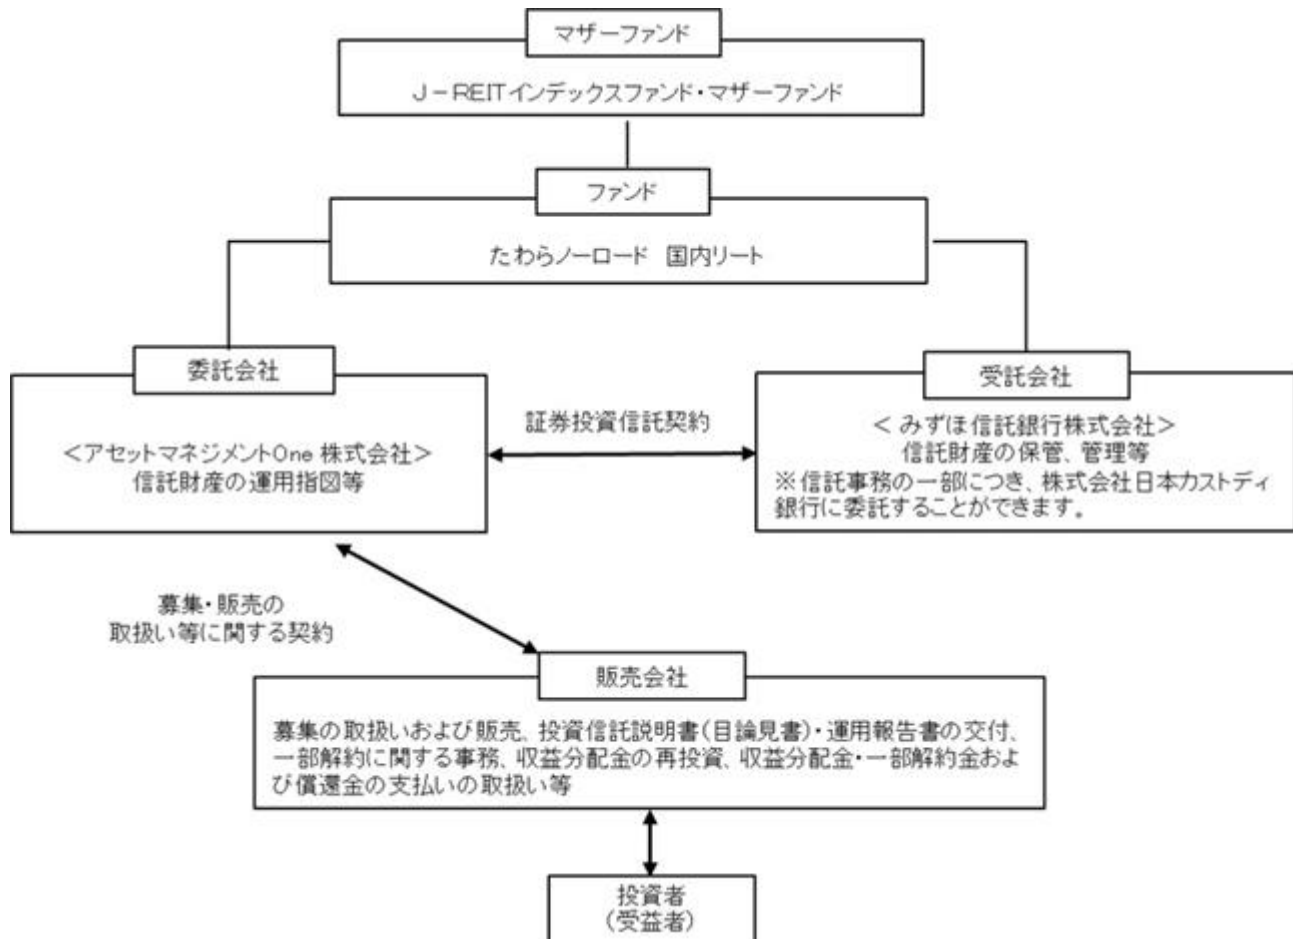 マザーファンド
J－REITインデックスファンド・マザーファンド
ファンド
たわらノーロード　国内リート
委託会社
＜アセットマネジメントOne 株式会社＞
信託財産の運用指図等
証券投資信託契約
受託会社
＜ みずほ信託銀行株式会社＞
信託財産の保管、管理等
※信託事務の一部につき、株式会社日本カストディ
銀行に委託することができます。
募集・販売の
取扱い等に関する契約
販売会社
募集の取扱いおよび販売、投資信託説明書(目論見書)・運用報告書の交付、
一部解約に関する事務、収益分配金の再投資、収益分配金・一部解約金およ
び償還金の支払いの取扱い等
投資者
（受益者）